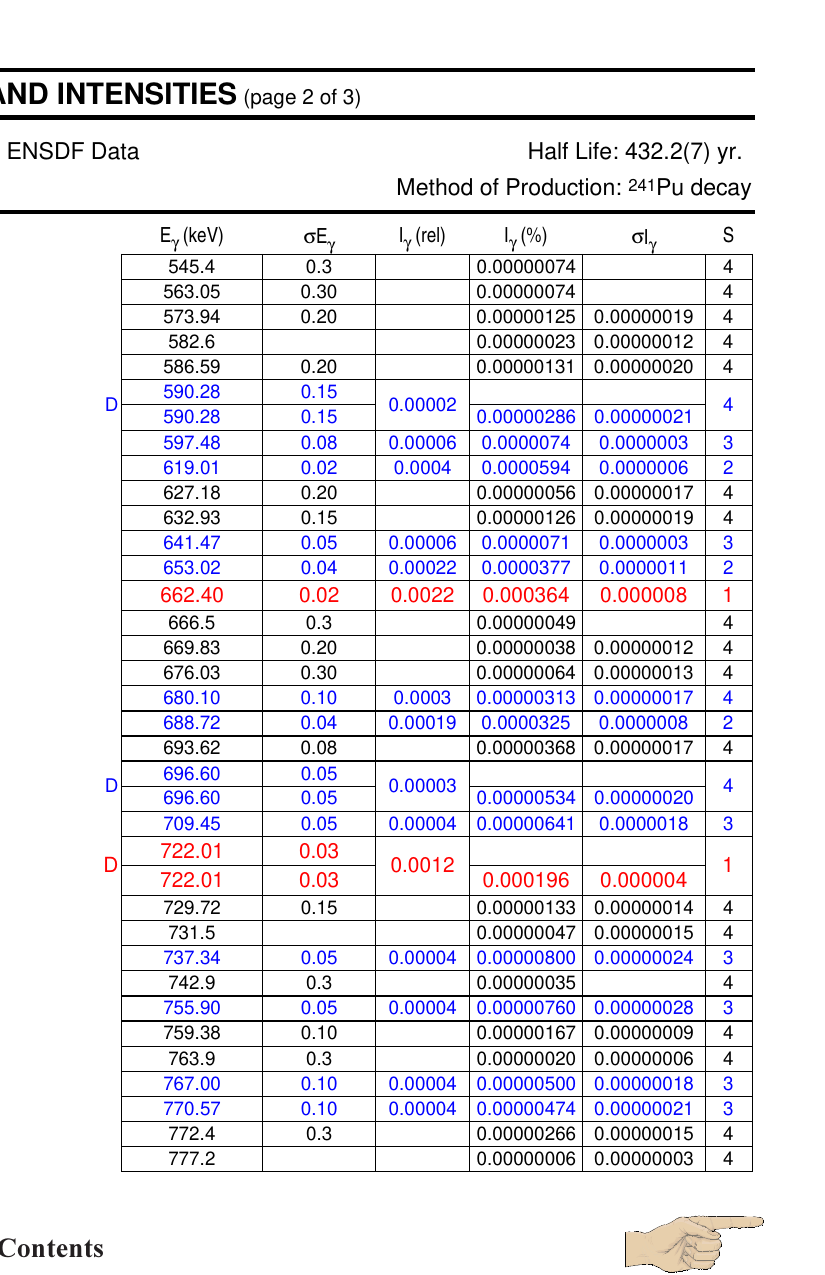 AND INTENSITIES (page 2 of 3)
ENSDF Data Half Life: 432.2(7) yr.
Method of Production: 241Pu decay
Eγ (keV) σEγ Iγ (rel) Iγ (%) σIγ S
545.4 0.3 0.00000074 4
563.05 0.30 0.00000074 4
573.94 0.20 0.00000125 0.00000019 4
582.6 0.00000023 0.00000012 4
586.59 0.20 0.00000131 0.00000020 4
590.28 0.15
D 0.00002 4
590.28 0.15 0.00000286 0.00000021
597.48 0.08 0.00006 0.0000074 0.0000003 3
619.01 0.02 0.0004 0.0000594 0.0000006 2
627.18 0.20 0.00000056 0.00000017 4
632.93 0.15 0.00000126 0.00000019 4
641.47 0.05 0.00006 0.0000071 0.0000003 3
653.02 0.04 0.00022 0.0000377 0.0000011 2
662.40 0.02 0.0022 0.000364 0.000008 1
666.5 0.3 0.00000049 4
669.83 0.20 0.00000038 0.00000012 4
676.03 0.30 0.00000064 0.00000013 4
680.10 0.10 0.0003 0.00000313 0.00000017 4
688.72 0.04 0.00019 0.0000325 0.0000008 2
693.62 0.08 0.00000368 0.00000017 4
696.60 0.05
D 0.00003 4
696.60 0.05 0.00000534 0.00000020
709.45 0.05 0.00004 0.00000641 0.0000018 3
722.01 0.03
D 0.0012 1
722.01 0.03 0.000196 0.000004
729.72 0.15 0.00000133 0.00000014 4
731.5 0.00000047 0.00000015 4
737.34 0.05 0.00004 0.00000800 0.00000024 3
742.9 0.3 0.00000035 4
755.90 0.05 0.00004 0.00000760 0.00000028 3
759.38 0.10 0.00000167 0.00000009 4
763.9 0.3 0.00000020 0.00000006 4
767.00 0.10 0.00004 0.00000500 0.00000018 3
770.57 0.10 0.00004 0.00000474 0.00000021 3
772.4 0.3 0.00000266 0.00000015 4
777.2 0.00000006 0.00000003 4
Contents